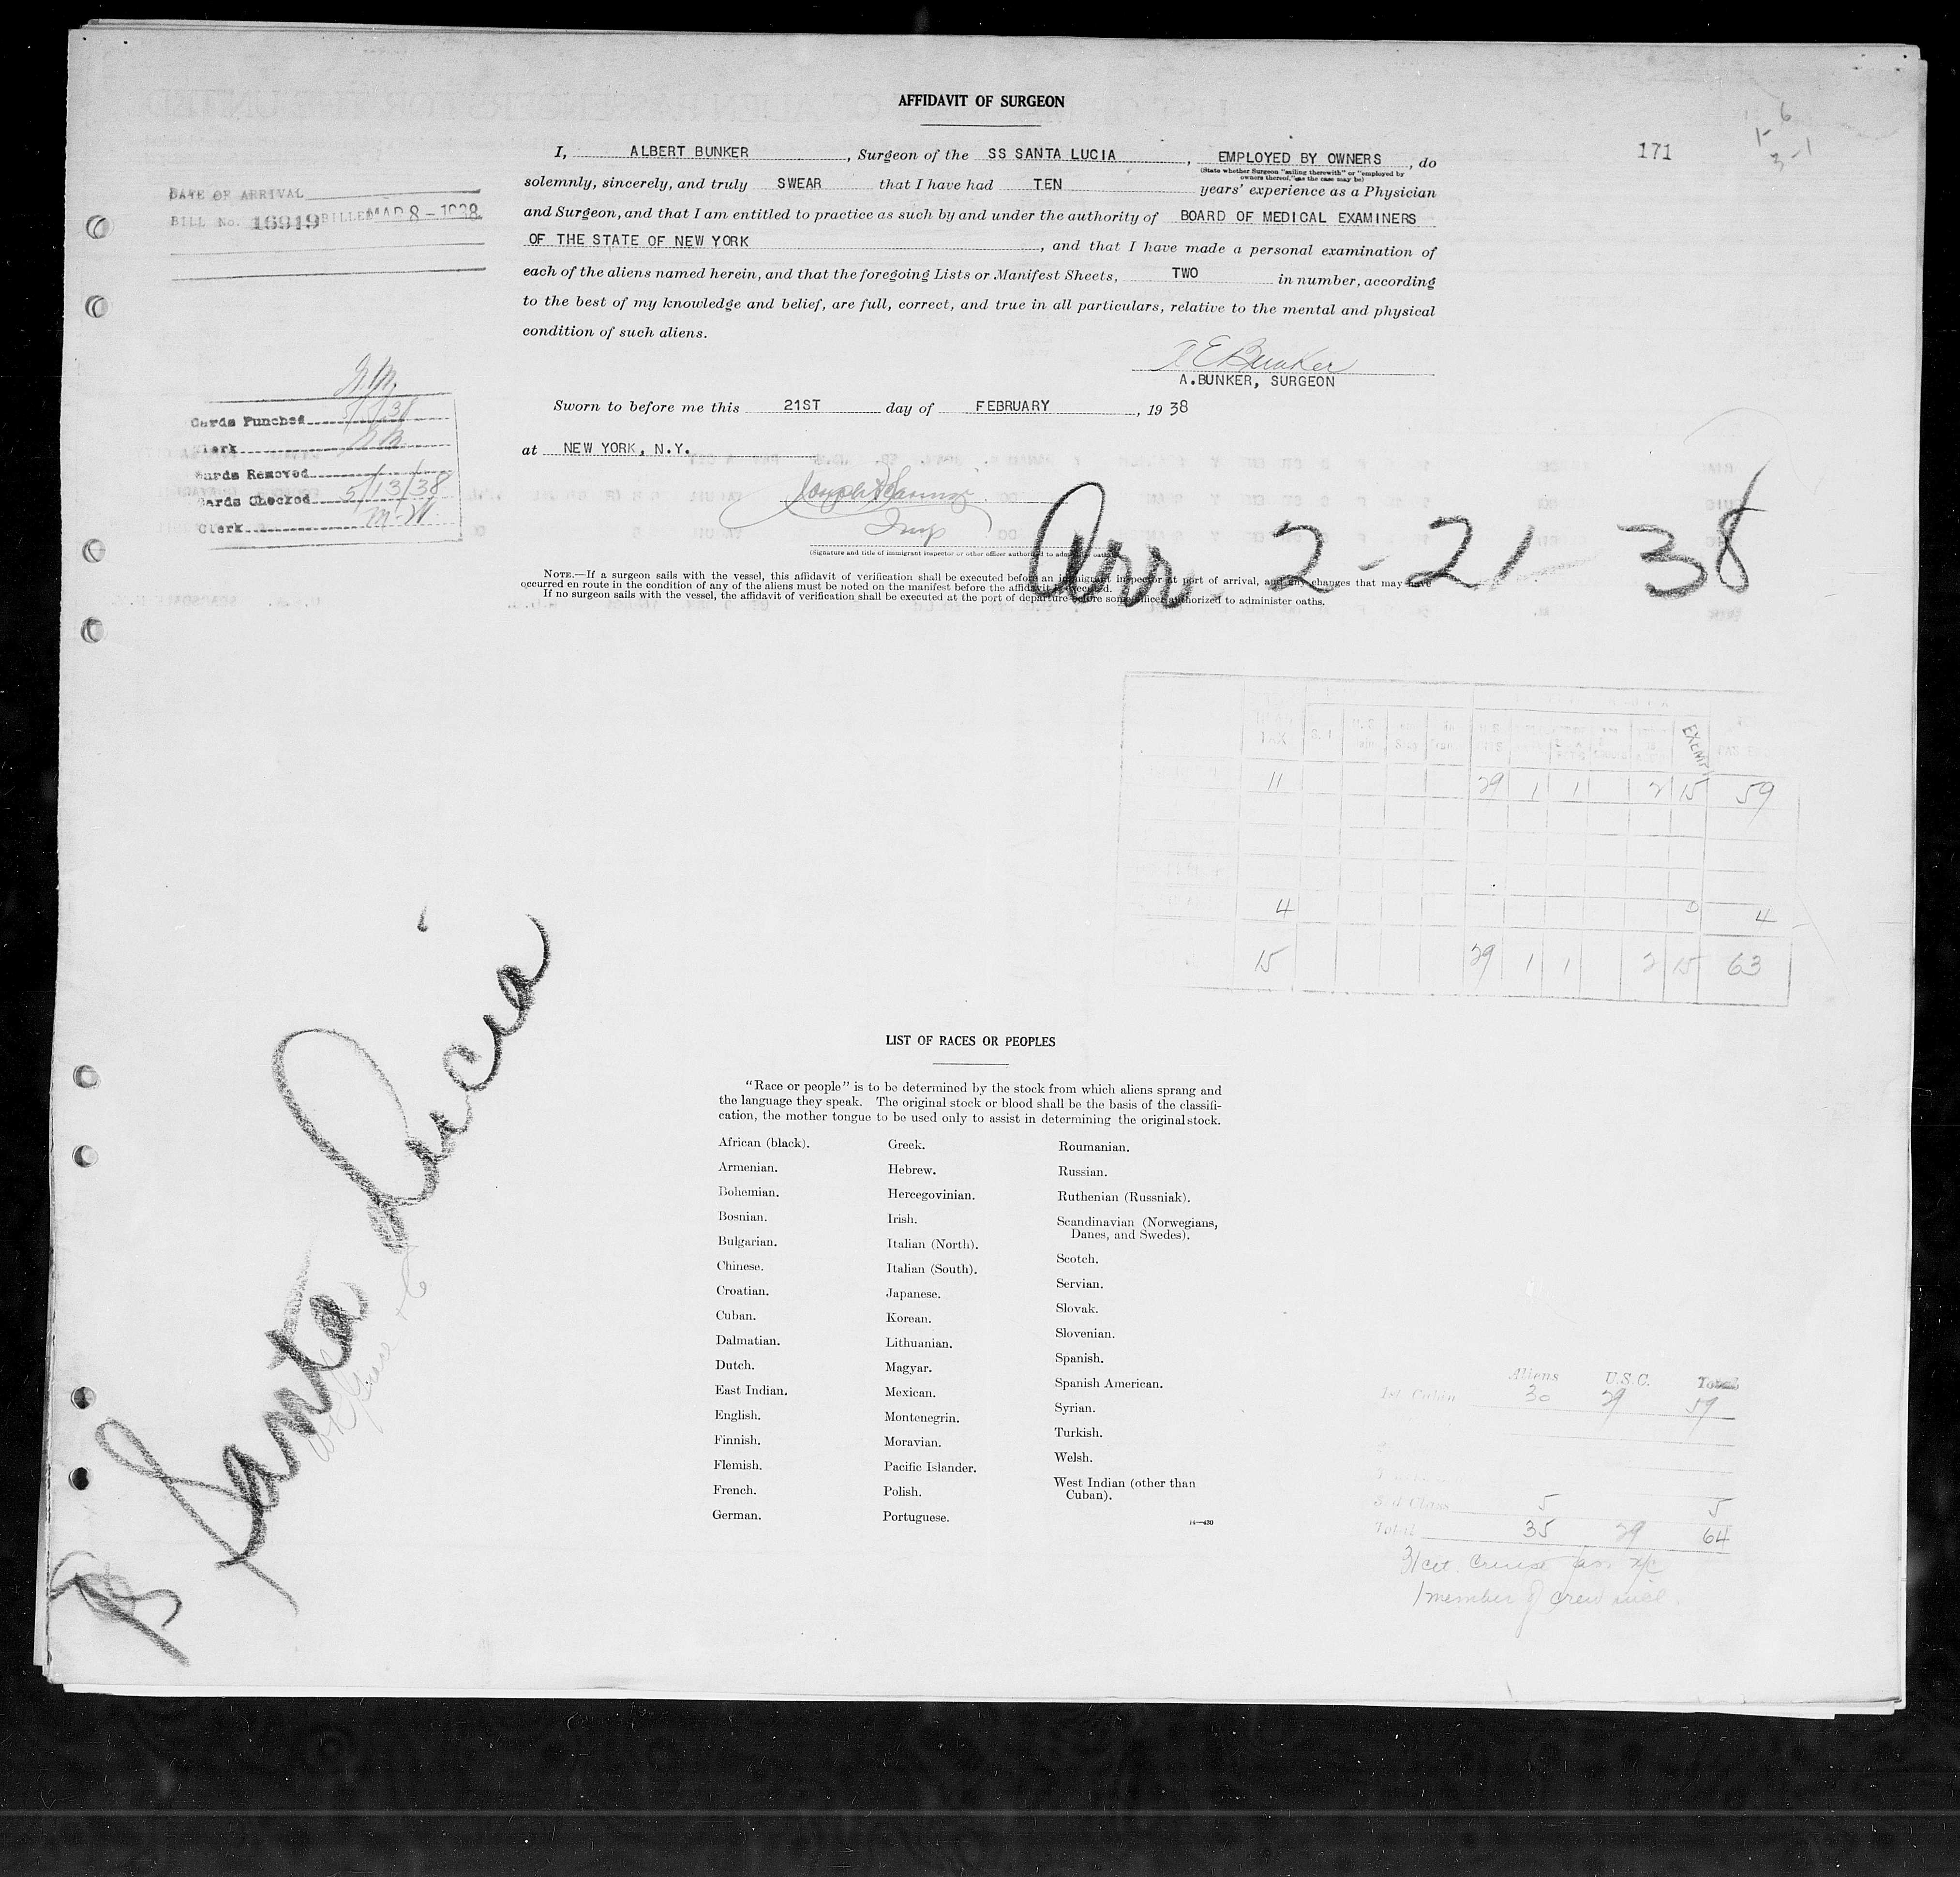 AFFIDAVIT OF SURGEON
171
1-6
3-1
I, ALBERT BUNKER, Surgeon of the SS SANTA LUCIA, EMPLOYED BY OWNERS, do
(State whether Surgeon "sailing therewith" or "employed by
owners thereof," as the case may be)
solemnly, sincerely, and truly SWEAR that I have had TEN years' experience as a Physician
and Surgeon, and that I am entitled to practice as such by and under the authority of BOARD OF MEDICAL EXAMINERS
OF THE STATE OF NEW YORK, and that I have made a personal examination of
each of the aliens named herein, and that the foregoing Lists or Manifest Sheets, TWO in number, according
to the best of my knowledge and belief, are full, correct, and true in all particulars, relative to the mental and physical
condition of such aliens.
A E Bunker
A.BUNKER, SURGEON
Sworn to before me this 21ST day of FEBRUARY, 1938
at NEW YORK, N.Y.
Insp
(Signature and title of immigrant inspector or other officer authorized to administer oaths)
NOTE.—If a surgeon sails with the vessel, this affidavit of verification shall be executed before an immigrant inspector at port of arrival, and any changes that may have
occurred en route in the condition of any of the aliens must be noted on the manifest before the affidavit is executed.
If no surgeon sails with the vessel, the affidavit of verification shall be executed at the port of departure before some officer authorized to administer oaths.
DATE OF ARRIVAL
BILL No. 16919 BILLED MAR 8-1938
Cards Punched
Clerk
Cards Removed
Cards Checked 5/13/38
Clerk
Arr. 2-21-38
TAX
EXEMPT
11 29 1 1 2 15 59
4 0 4
15 29 1 1 2 15 63
Santa Lucia
LIST OF RACES OR PEOPLES
"Race or people" is to be determined by the stock from which aliens sprang and
the language they speak. The original stock or blood shall be the basis of the classifi-
cation, the mother tongue to be used only to assist in determining the original stock.
African (black).
Armenian.
Bohemian.
Bosnian.
Bulgarian.
Chinese.
Croatian.
Cuban.
Dalmatian.
Dutch.
East Indian.
English.
Finnish.
Flemish.
French.
German.
Greek.
Hebrew.
Hercegovinian.
Irish.
Italian (North).
Italian (South).
Japanese.
Korean.
Lithuanian.
Magyar.
Mexican.
Montenegrin.
Moravian.
Pacific Islander.
Polish.
Portuguese.
Roumanian.
Russian.
Ruthenian (Russniak).
Scandinavian (Norwegians,
Danes, and Swedes).
Scotch.
Servian.
Slovak.
Slovenian.
Spanish.
Spanish American.
Syrian.
Turkish.
Welsh.
West Indian (other than
Cuban).
14—430
Aliens U.S.C. Total
1st Cabin 30 29 59
3rd Class 5 5
Total 35 29 64
1 member of crew incl.